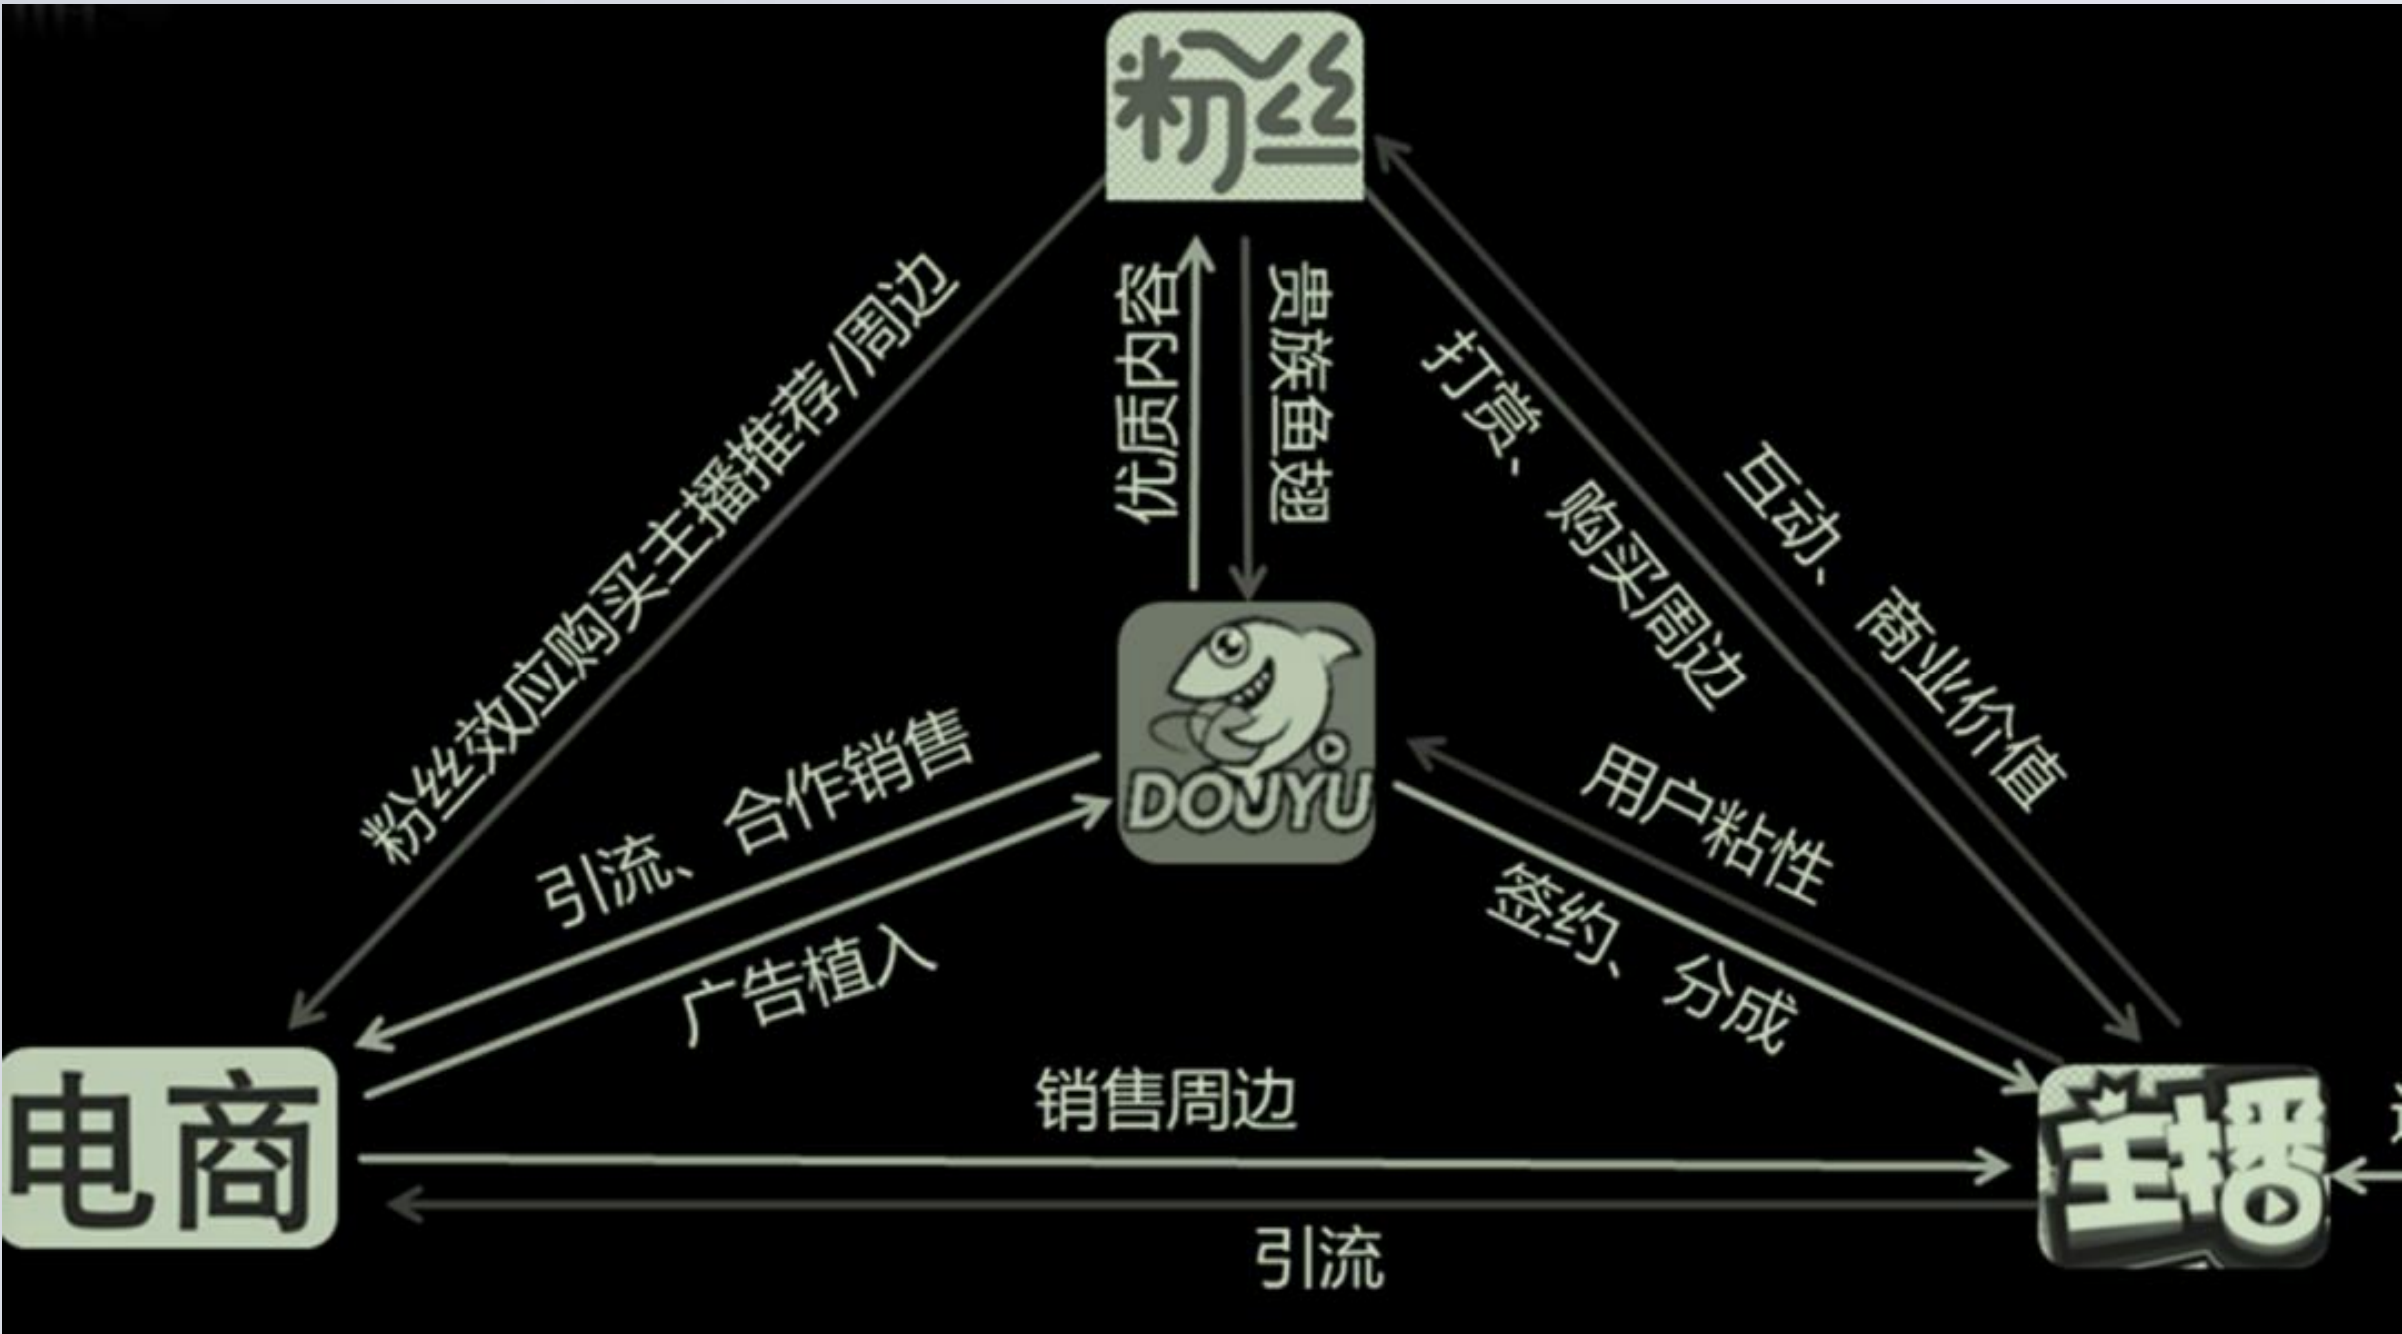 粉丝
优质内容
贵族鱼翅
粉丝效应购买主播推荐/周边
打赏、购买周边
互动、商业价值
DOUYU
引流、合作销售
广告植入
用户粘性
签约、分成
电商
销售周边
引流
主播